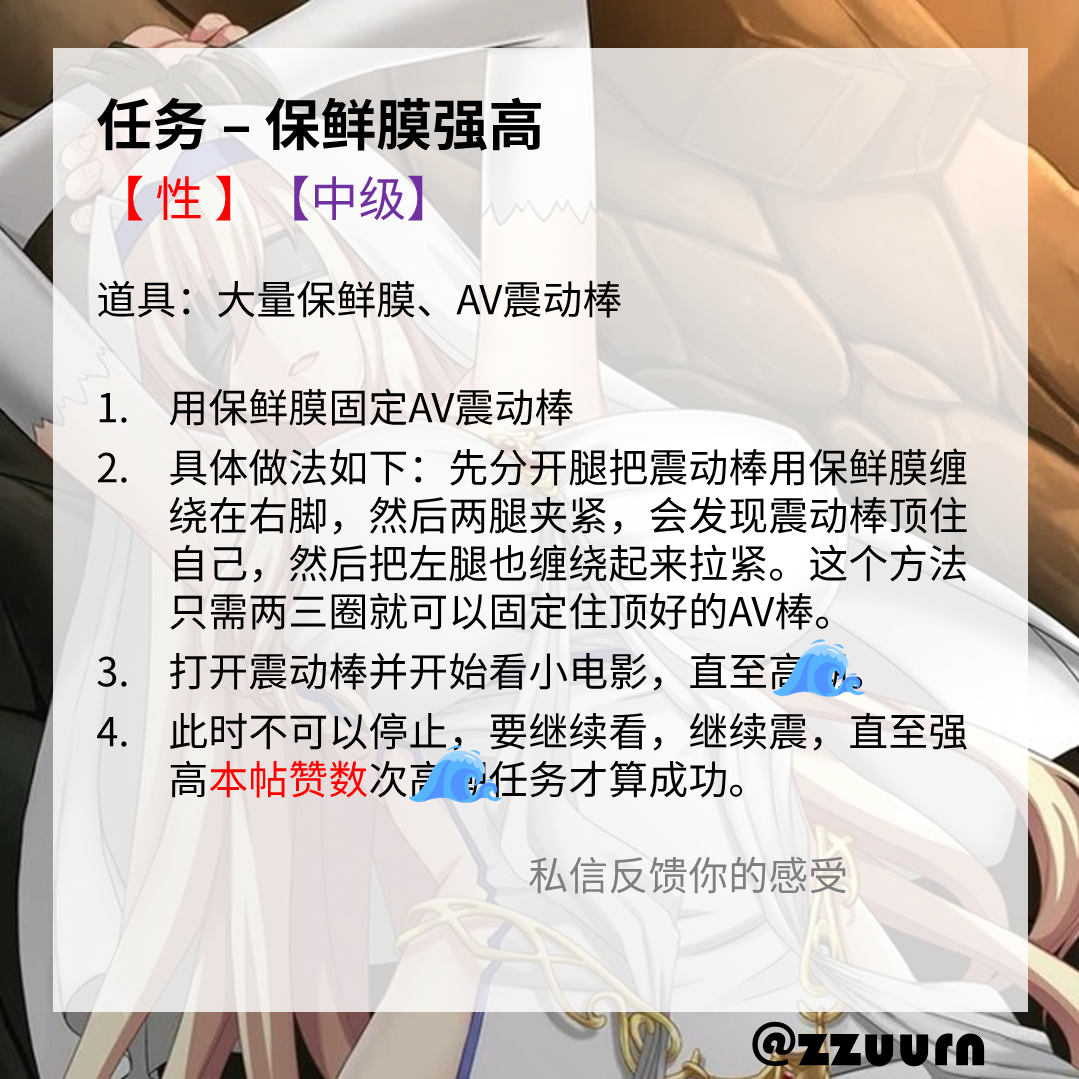 任务 – 保鲜膜强高
【 性 】 【中级】
道具：大量保鲜膜、AV震动棒
1. 用保鲜膜固定AV震动棒
2. 具体做法如下：先分开腿把震动棒用保鲜膜缠
绕在右脚，然后两腿夹紧，会发现震动棒顶住
自己，然后把左腿也缠绕起来拉紧。这个方法
只需两三圈就可以固定住顶好的AV棒。
3. 打开震动棒并开始看小电影，直至高。
4. 此时不可以停止，要继续看，继续震，直至强
高本帖赞数次高任务才算成功。
私信反馈你的感受
@zzuurn